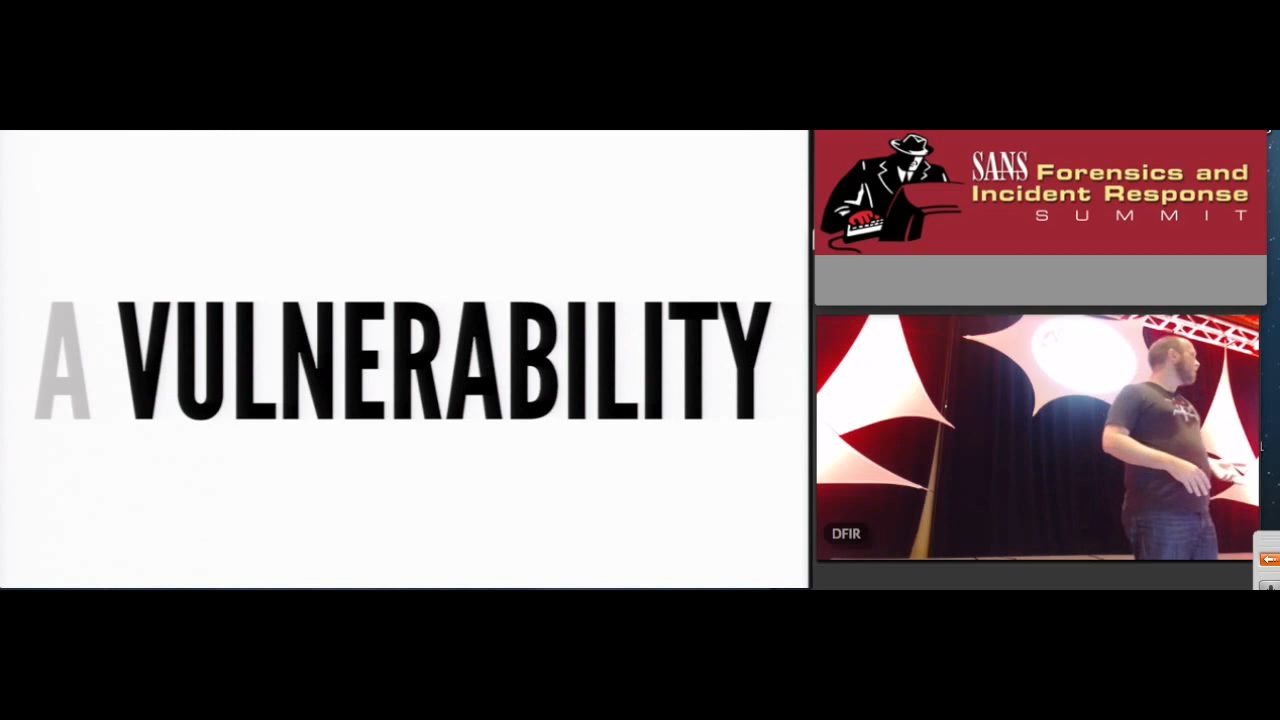 A VULNERABILITY
SANS Forensics and
Incident Response
SUMMIT
DFIR